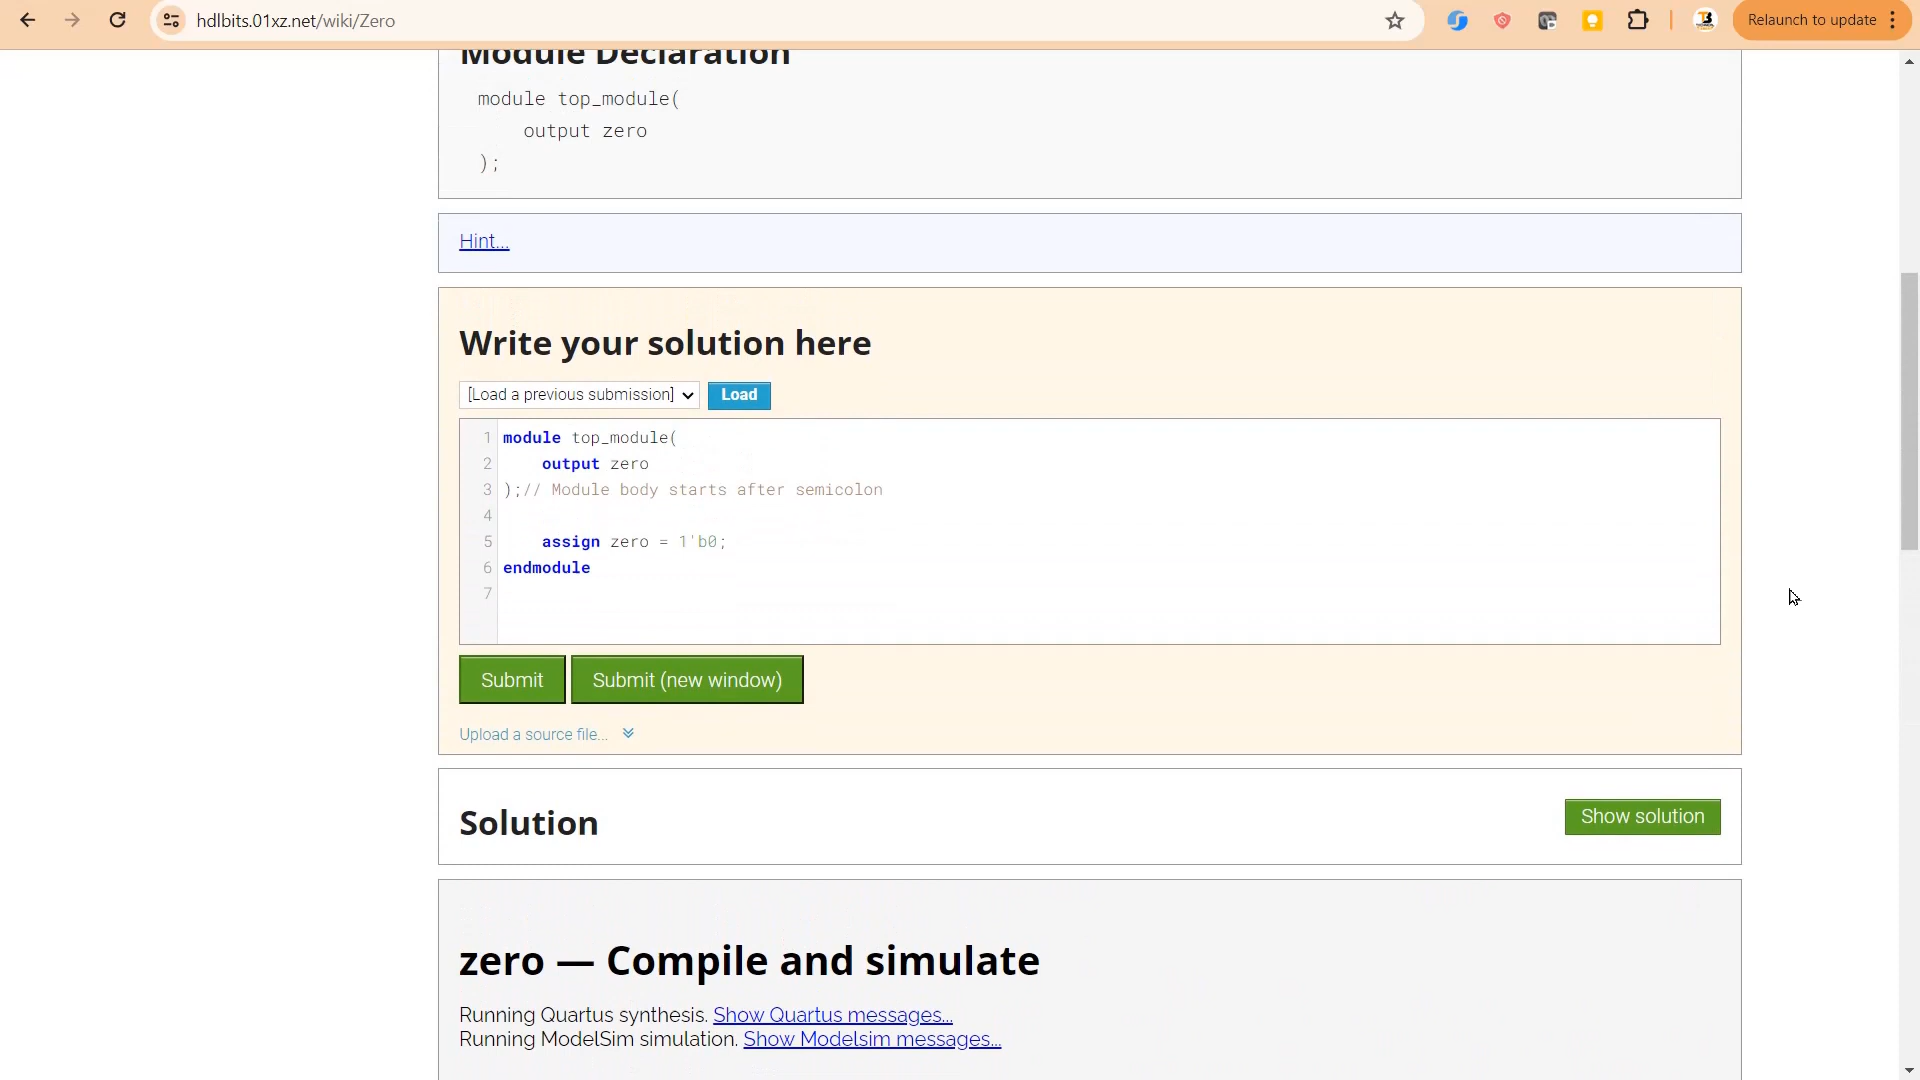 hdlbits.01xz.net/wiki/Zero
Relaunch to update
Module Declaration
module top_module(
output zero
);
Hint...
Write your solution here
[Load a previous submission]
Load
1 module top_module(
2 output zero
3 );// Module body starts after semicolon
4
5 assign zero = 1'b0;
6 endmodule
7
Submit
Submit (new window)
Upload a source file...
Solution
Show solution
zero — Compile and simulate
Running Quartus synthesis. Show Quartus messages...
Running ModelSim simulation. Show Modelsim messages...